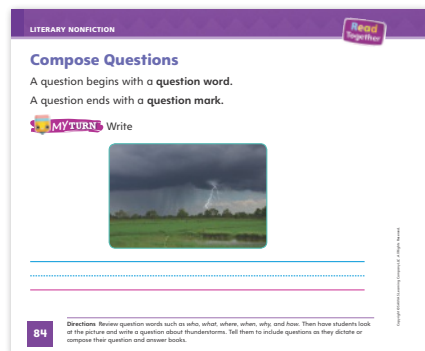 LITERARY NONFICTION
Read
Together
Compose Questions
A question begins with a question word.
A question ends with a question mark.
MY TURN Write
84
Directions Review question words such as who, what, where, when, why, and how. Then have students look
at the picture and write a question about thunderstorms. Tell them to include questions as they dictate or
compose their question and answer books.